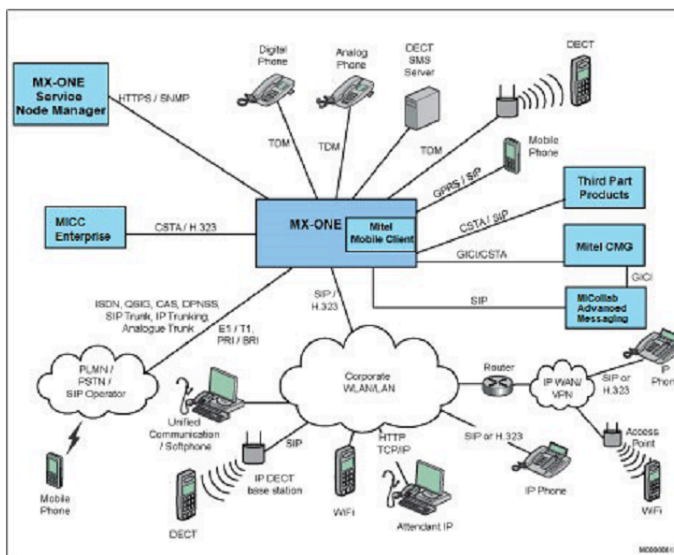 Digital
Phone
Analog
Phone
DECT
SMS
Server
DECT
MX-ONE
Service
Node Manager
HTTPS / SNMP
TDM
TDM
TDM
Mobile
Phone
GPRS / SIP
Third Part
Products
MICC
Enterprise
CSTA / H.323
MX-ONE
Mitel
Mobile Client
CSTA / SIP
Mitel CMG
GICI/CSTA
GICI
SIP
MiCollab
Advanced
Messaging
ISDN, QSIG, CAS, DPNSS,
SIP Trunk, IP Trunking,
Analogue Trunk
E1 / T1,
PRI / BRI
SIP /
H.323
PLMN /
PSTN /
SIP Operator
Corporate
WLAN/LAN
Router
IP WAN/
VPN
SIP or
H.323
IP
Phone
Unified
Communication
/ Softphone
SIP
HTTP
TCP/IP
SIP or H.323
Access
Point
IP DECT
base station
Mobile
Phone
DECT
WiFi
Attendant IP
IP Phone
WiFi